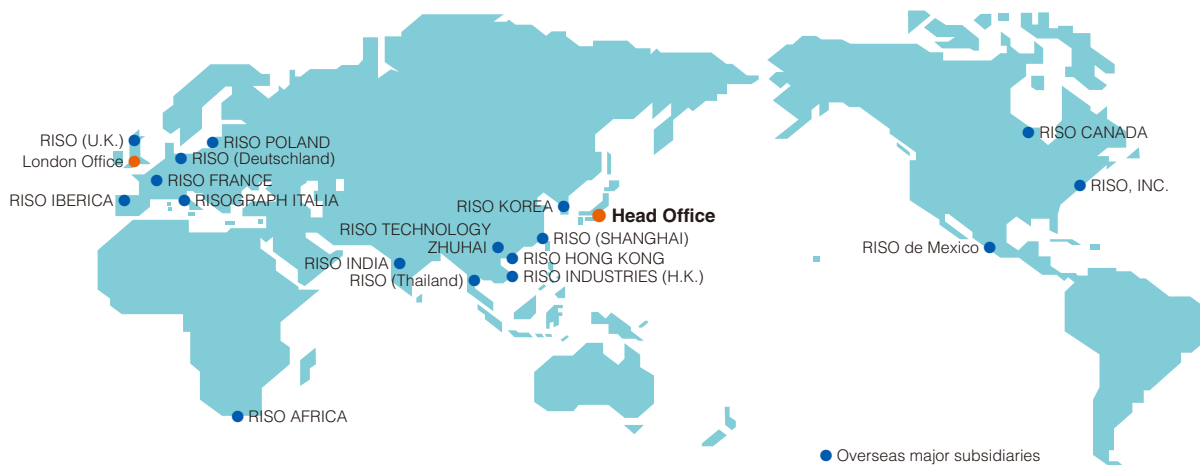 RISO (U.K.)
London Office
RISO POLAND
RISO (Deutschland)
RISO FRANCE
RISO IBERICA
RISOGRAPH ITALIA
RISO KOREA
Head Office
RISO TECHNOLOGY
ZHUHAI
RISO (SHANGHAI)
RISO HONG KONG
RISO INDIA
RISO (Thailand)
RISO INDUSTRIES (H.K.)
RISO AFRICA
RISO CANADA
RISO, INC.
RISO de Mexico
Overseas major subsidiaries